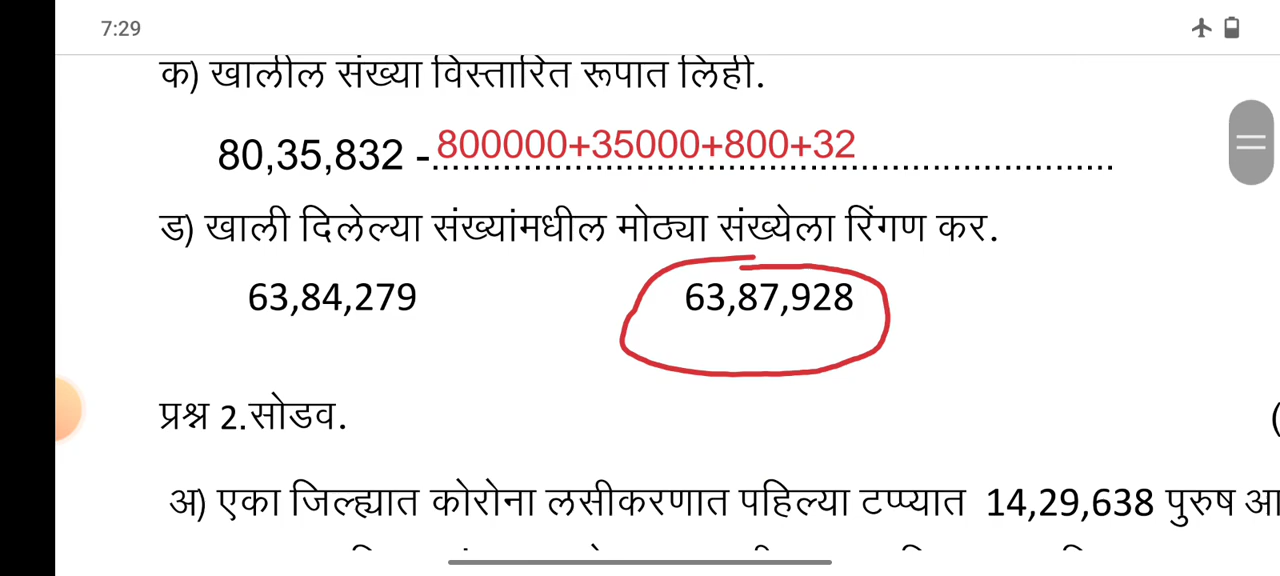 7:29
क) खालील संख्या विस्तारित रूपात लिही.
80,35,832 -800000+35000+800+32
ड) खाली दिलेल्या संख्यांमधील मोठ्या संख्येला रिंगण कर.
63,84,279 63,87,928
प्रश्न 2.सोडव.
अ) एका जिल्ह्यात कोरोना लसीकरणात पहिल्या टप्प्यात 14,29,638 पुरुष आ